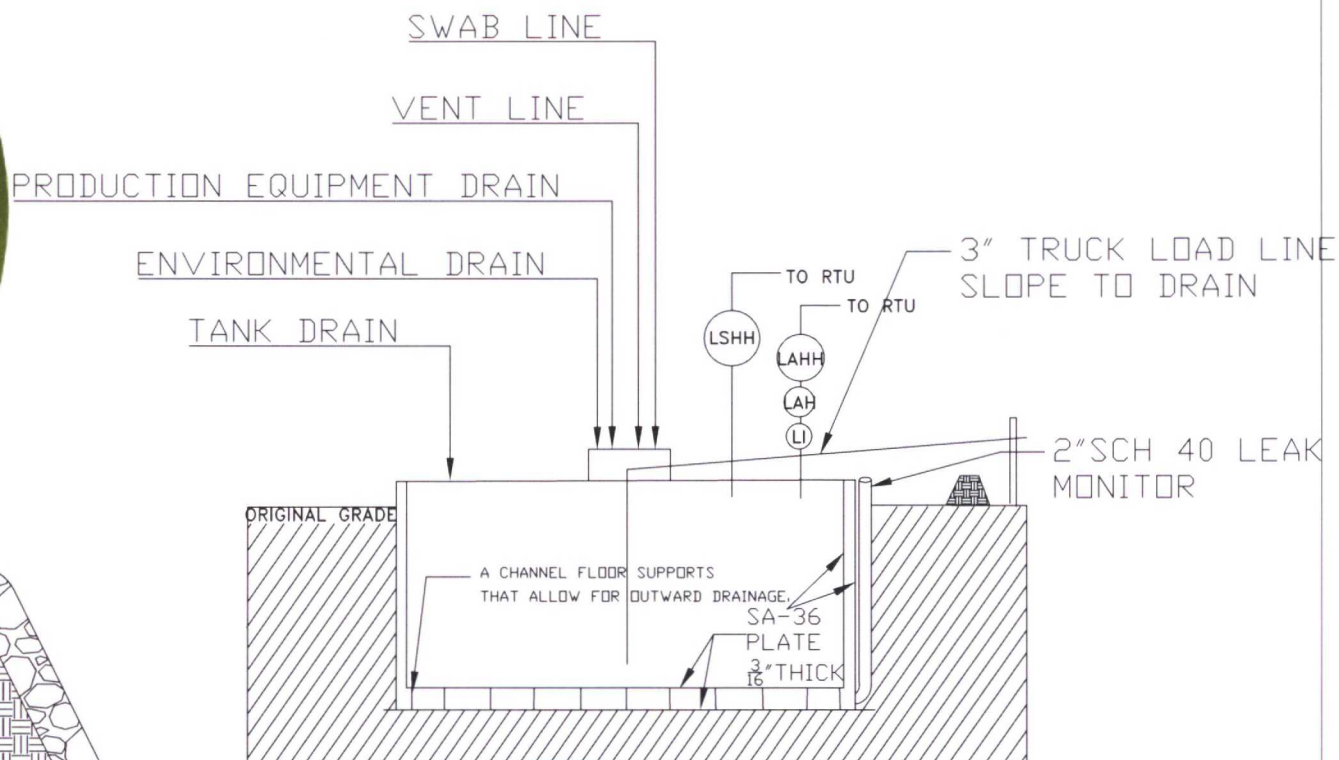 SWAB LINE
VENT LINE
PRODUCTION EQUIPMENT DRAIN
ENVIRONMENTAL DRAIN
TANK DRAIN
3" TRUCK LOAD LINE
SLOPE TO DRAIN
TO RTU
TO RTU
LSHH
LAHH
LAH
LI
2"SCH 40 LEAK
MONITOR
ORIGINAL GRADE
A CHANNEL FLOOR SUPPORTS
THAT ALLOW FOR OUTWARD DRAINAGE.
SA-36
PLATE
3/16"THICK